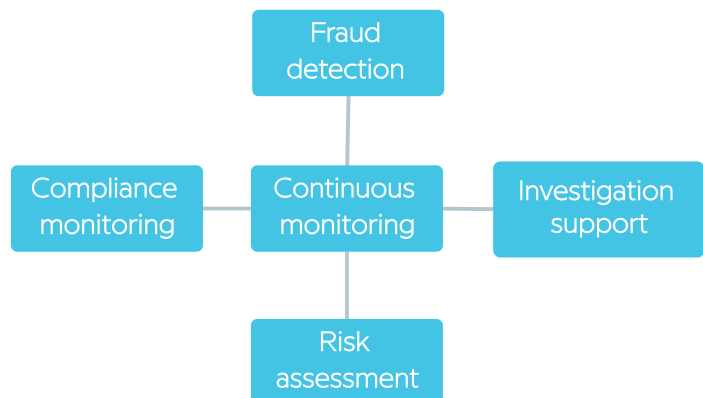 Fraud
detection
Compliance
monitoring
Continuous
monitoring
Investigation
support
Risk
assessment